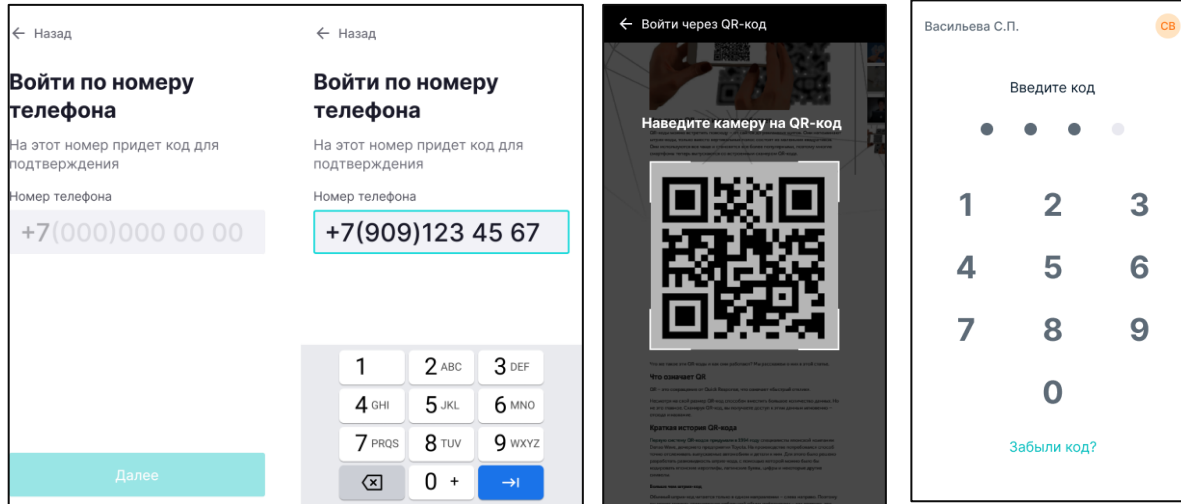 ← Назад
Войти по номеру
телефона
На этот номер придет код для
подтверждения
Номер телефона
+7(000)000 00 00
Далее
← Назад
Войти по номеру
телефона
На этот номер придет код для
подтверждения
Номер телефона
+7(909)123 45 67
1 2 ABC 3 DEF
4 GHI 5 JKL 6 MNO
7 PRQS 8 TUV 9 WXYZ
0 +
← Войти через QR-код
Наведите камеру на QR-код
Что означает QR
Краткая история QR-кода
Васильева С.П.
СВ
Введите код
1 2 3
4 5 6
7 8 9
0
Забыли код?